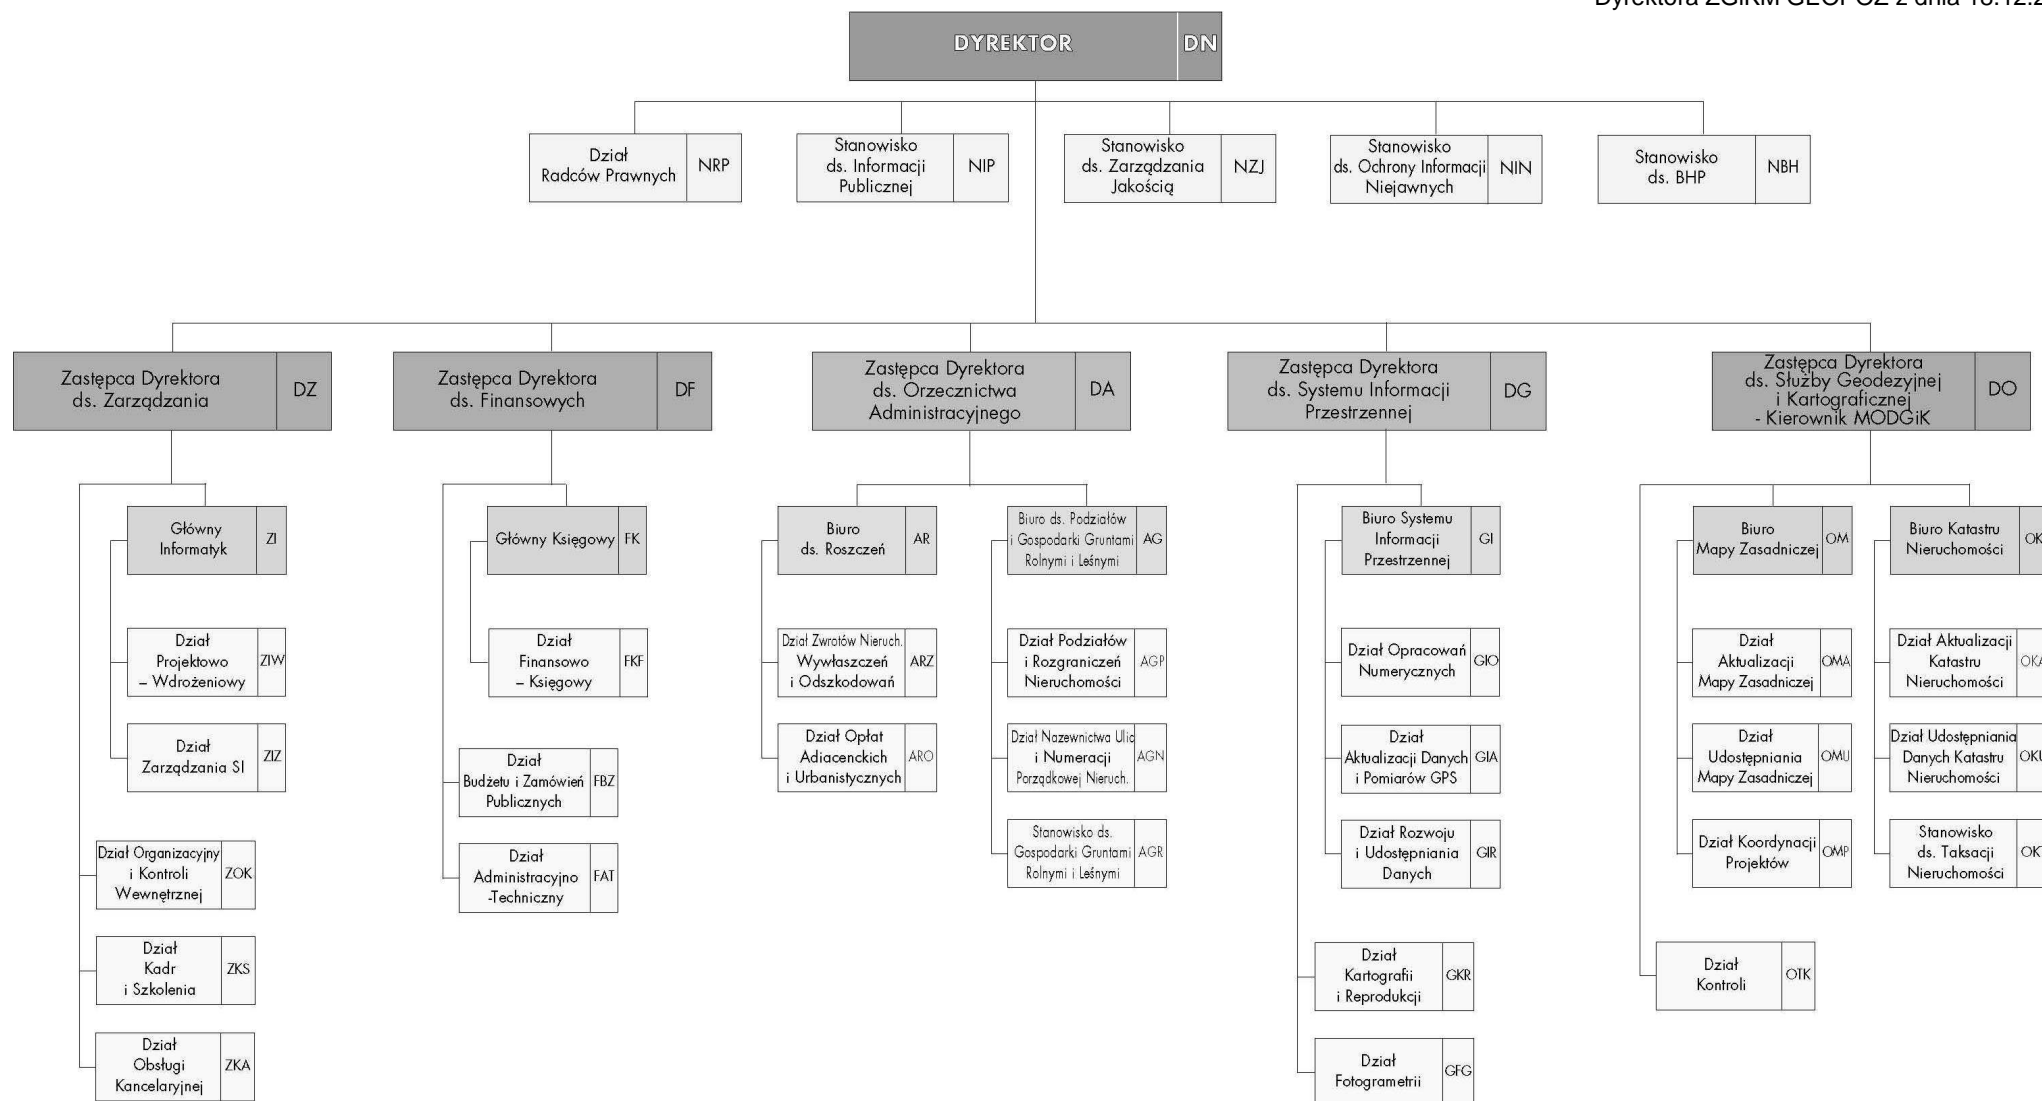 Dyrektora ZGiKM GEOPOZ z dnia
DYREKTOR
DN
Dział
Radców Prawnych
NRP
Stanowisko
ds. Informacji
Publicznej
NIP
Stanowisko
ds. Zarządzania
Jakością
NZJ
Stanowisko
ds. Ochrony Informacji
Niejawnych
NIN
Stanowisko
ds. BHP
NBH
Zastępca Dyrektora
ds. Zarządzania
DZ
Zastępca Dyrektora
ds. Finansowych
DF
Zastępca Dyrektora
ds. Orzecznictwa
Administracyjnego
DA
Zastępca Dyrektora
ds. Systemu Informacji
Przestrzennej
DG
Zastępca Dyrektora
ds. Służby Geodezyjnej
i Kartograficznej
- Kierownik MODGiK
DO
Główny
Informatyk
ZI
Dział
Projektowo
– Wdrożeniowy
ZIW
Dział
Zarządzania SI
ZIZ
Dział Organizacyjny
i Kontroli
Wewnętrznej
ZOK
Dział
Kadr
i Szkolenia
ZKS
Dział
Obsługi
Kancelaryjnej
ZKA
Główny Księgowy
FK
Dział
Finansowo
– Księgowy
FKF
Dział
Budżetu i Zamówień
Publicznych
FBZ
Dział
Administracyjno
-Techniczny
FAT
Biuro
ds. Roszczeń
AR
Dział Zwrotów Nieruch.
Wywłaszczeń
i Odszkodowań
ARZ
Dział Opłat
Adiacenckich
i Urbanistycznych
ARO
Biuro ds. Podziałów
i Gospodarki Gruntami
Rolnymi i Leśnymi
AG
Dział Podziałów
i Rozgraniczeń
Nieruchomości
AGP
Dział Nazewnictwa Ulic
i Numeracji
Porządkowej Nieruch.
AGN
Stanowisko ds.
Gospodarki Gruntami
Rolnymi i Leśnymi
AGR
Biuro Systemu
Informacji
Przestrzennej
GI
Dział Opracowań
Numerycznych
GIO
Dział
Aktualizacji Danych
i Pomiarów GPS
GIA
Dział Rozwoju
i Udostępniania
Danych
GIR
Dział
Kartografii
i Reprodukcji
GKR
Dział
Fotogrametrii
GFG
Biuro
Mapy Zasadniczej
OM
Dział
Aktualizacji
Mapy Zasadniczej
OMA
Dział
Udostępniania
Mapy Zasadniczej
OMU
Dział Koordynacji
Projektów
OMP
Dział
Kontroli
OTK
Biuro Katastru
Nieruchomości
OK
Dział Aktualizacji
Katastru
Nieruchomości
OKA
Dział Udostępniania
Danych Katastru
Nieruchomości
OKU
Stanowisko
ds. Taksacji
Nieruchomości